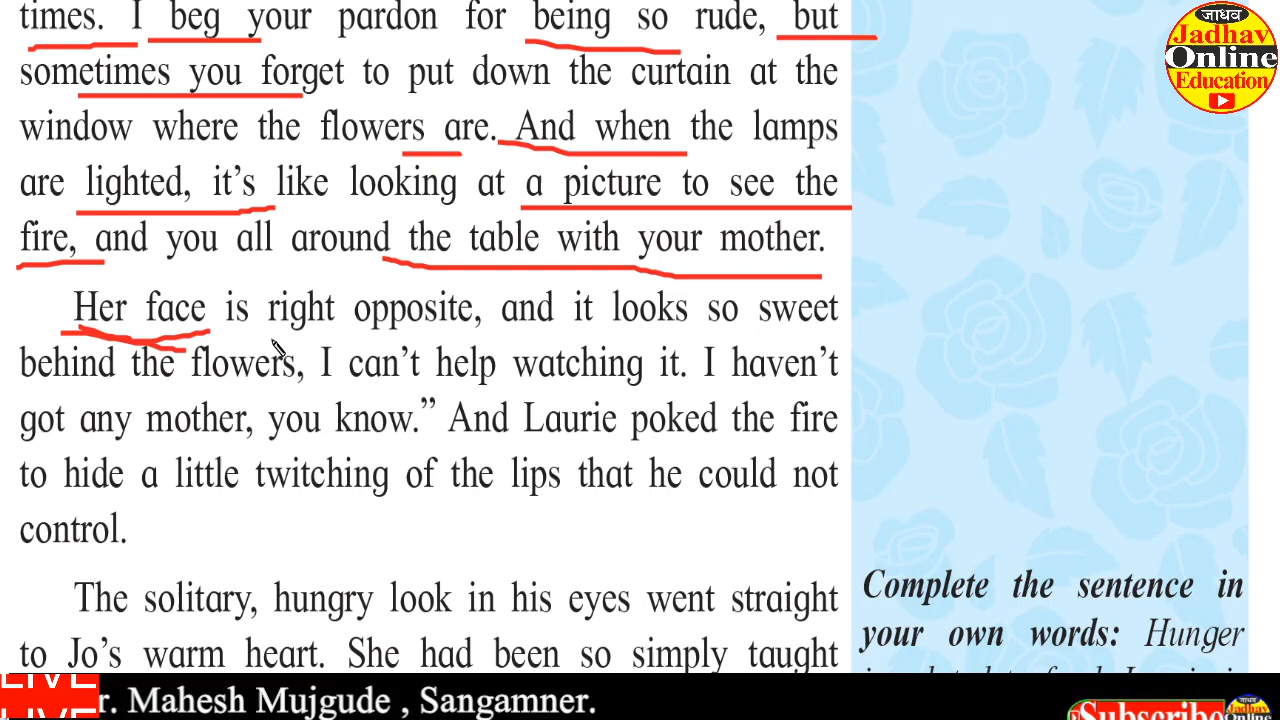 times. I beg your pardon for being so rude, but
sometimes you forget to put down the curtain at the
window where the flowers are. And when the lamps
are lighted, it’s like looking at a picture to see the
fire, and you all around the table with your mother.
Her face is right opposite, and it looks so sweet
behind the flowers, I can’t help watching it. I haven’t
got any mother, you know.” And Laurie poked the fire
to hide a little twitching of the lips that he could not
control.
The solitary, hungry look in his eyes went straight
to Jo’s warm heart. She had been so simply taught
जाधव
Jadhav
Online
Education
Complete the sentence in
your own words: Hunger
LIVE
LIVE
r. Mahesh Mujgude , Sangamner.
Subscribe
जाधव
Online